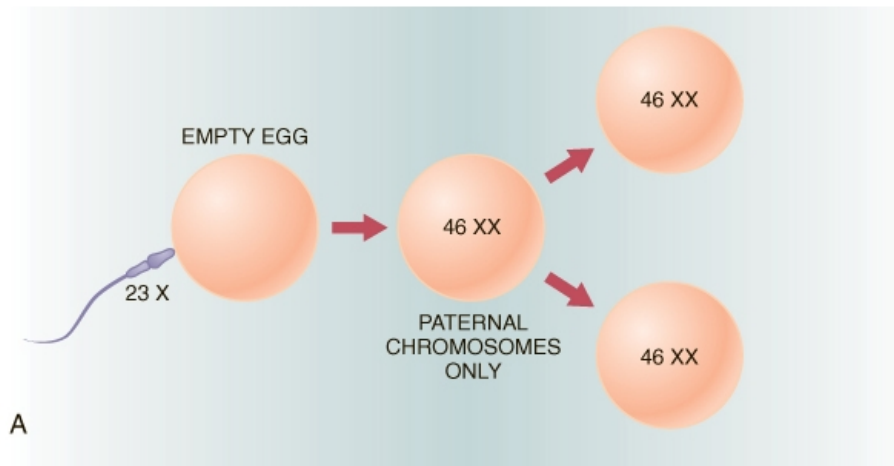 46 XX
EMPTY EGG
46 XX
23 X
PATERNAL
CHROMOSOMES
ONLY
46 XX
A